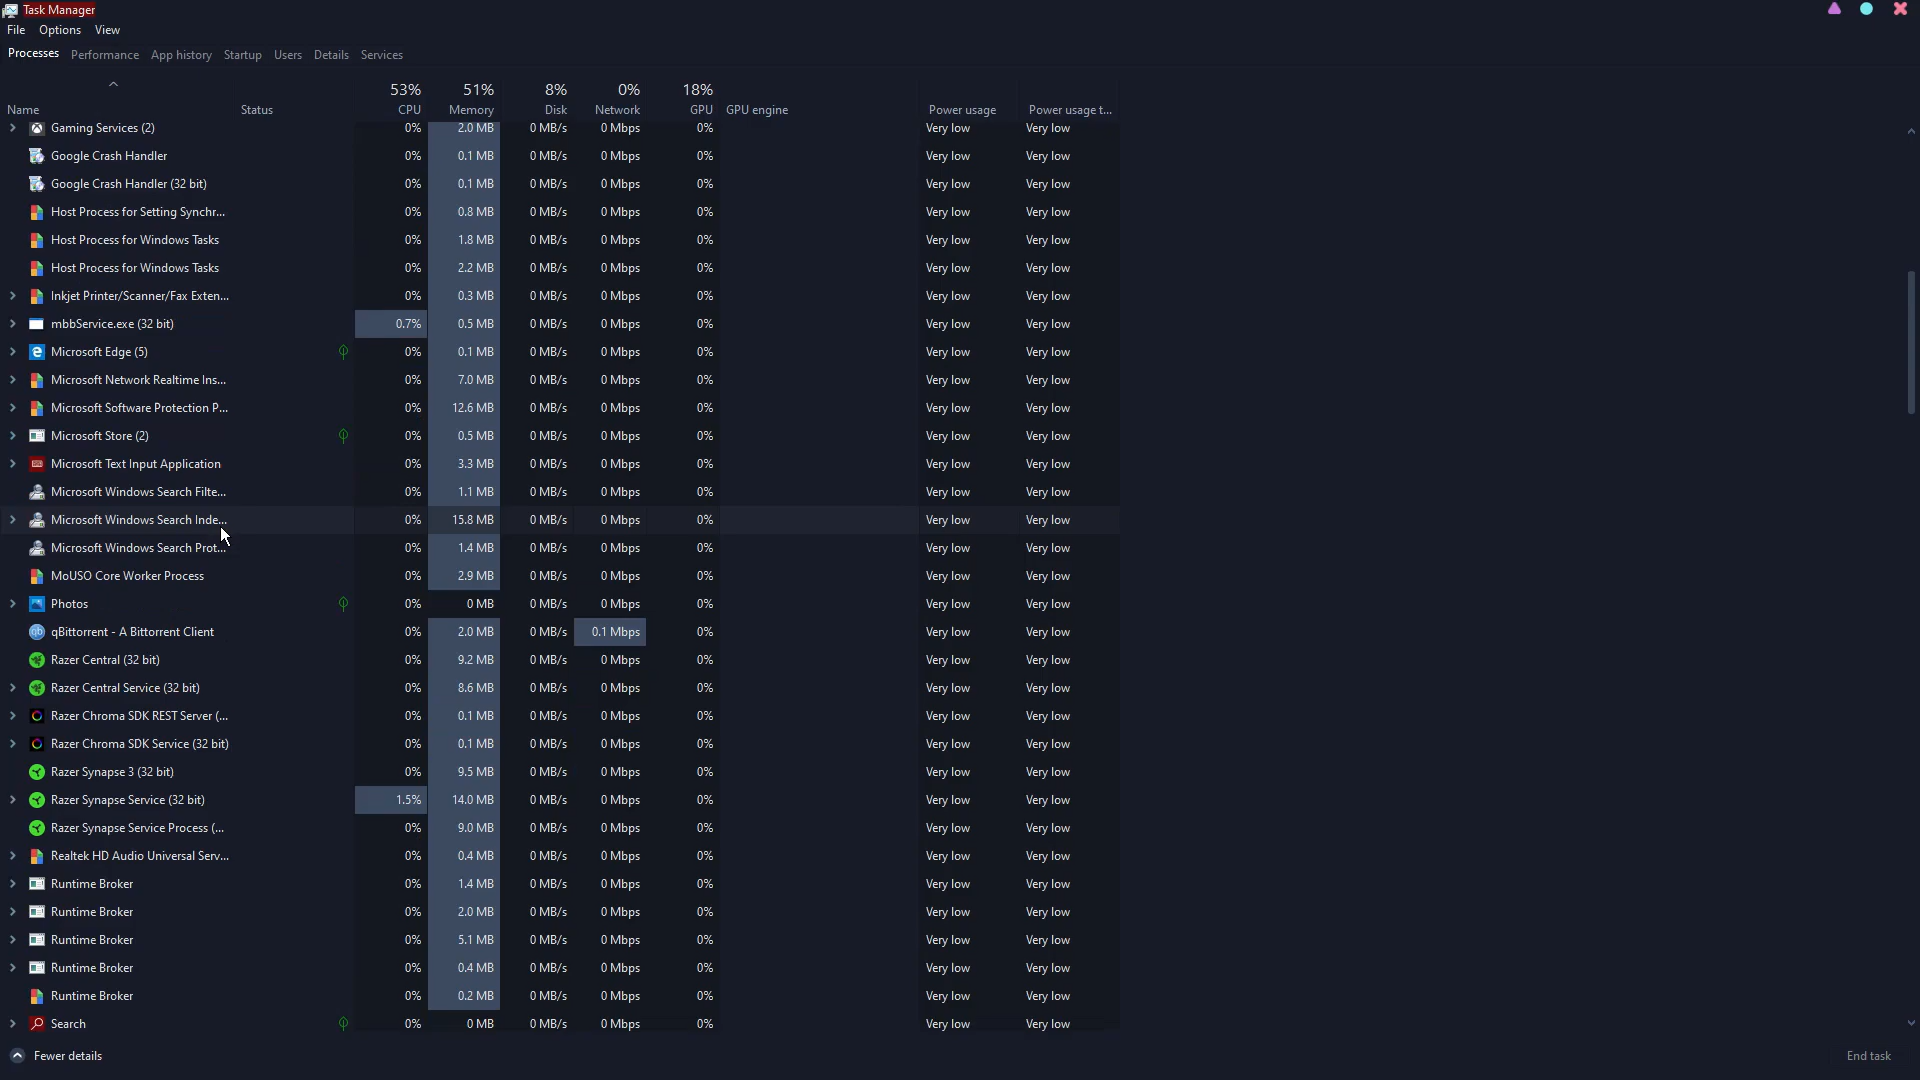 Task Manager
File Options View
Processes Performance App history Startup Users Details Services
53% 51% 8% 0% 18%
Name Status CPU Memory Disk Network GPU GPU engine Power usage Power usage t...
Gaming Services (2) 0% 2.0 MB 0 MB/s 0 Mbps 0% Very low Very low
Google Crash Handler 0% 0.1 MB 0 MB/s 0 Mbps 0% Very low Very low
Google Crash Handler (32 bit) 0% 0.1 MB 0 MB/s 0 Mbps 0% Very low Very low
Host Process for Setting Synchr... 0% 0.8 MB 0 MB/s 0 Mbps 0% Very low Very low
Host Process for Windows Tasks 0% 1.8 MB 0 MB/s 0 Mbps 0% Very low Very low
Host Process for Windows Tasks 0% 2.2 MB 0 MB/s 0 Mbps 0% Very low Very low
Inkjet Printer/Scanner/Fax Exten... 0% 0.3 MB 0 MB/s 0 Mbps 0% Very low Very low
mbbService.exe (32 bit) 0.7% 0.5 MB 0 MB/s 0 Mbps 0% Very low Very low
Microsoft Edge (5) 0% 0.1 MB 0 MB/s 0 Mbps 0% Very low Very low
Microsoft Network Realtime Ins... 0% 7.0 MB 0 MB/s 0 Mbps 0% Very low Very low
Microsoft Software Protection P... 0% 12.6 MB 0 MB/s 0 Mbps 0% Very low Very low
Microsoft Store (2) 0% 0.5 MB 0 MB/s 0 Mbps 0% Very low Very low
Microsoft Text Input Application 0% 3.3 MB 0 MB/s 0 Mbps 0% Very low Very low
Microsoft Windows Search Filte... 0% 1.1 MB 0 MB/s 0 Mbps 0% Very low Very low
Microsoft Windows Search Inde... 0% 15.8 MB 0 MB/s 0 Mbps 0% Very low Very low
Microsoft Windows Search Prot... 0% 1.4 MB 0 MB/s 0 Mbps 0% Very low Very low
MoUSO Core Worker Process 0% 2.9 MB 0 MB/s 0 Mbps 0% Very low Very low
Photos 0% 0 MB 0 MB/s 0 Mbps 0% Very low Very low
qBittorrent - A Bittorrent Client 0% 2.0 MB 0 MB/s 0.1 Mbps 0% Very low Very low
Razer Central (32 bit) 0% 9.2 MB 0 MB/s 0 Mbps 0% Very low Very low
Razer Central Service (32 bit) 0% 8.6 MB 0 MB/s 0 Mbps 0% Very low Very low
Razer Chroma SDK REST Server (... 0% 0.1 MB 0 MB/s 0 Mbps 0% Very low Very low
Razer Chroma SDK Service (32 bit) 0% 0.1 MB 0 MB/s 0 Mbps 0% Very low Very low
Razer Synapse 3 (32 bit) 0% 9.5 MB 0 MB/s 0 Mbps 0% Very low Very low
Razer Synapse Service (32 bit) 1.5% 14.0 MB 0 MB/s 0 Mbps 0% Very low Very low
Razer Synapse Service Process (... 0% 9.0 MB 0 MB/s 0 Mbps 0% Very low Very low
Realtek HD Audio Universal Serv... 0% 0.4 MB 0 MB/s 0 Mbps 0% Very low Very low
Runtime Broker 0% 1.4 MB 0 MB/s 0 Mbps 0% Very low Very low
Runtime Broker 0% 2.0 MB 0 MB/s 0 Mbps 0% Very low Very low
Runtime Broker 0% 5.1 MB 0 MB/s 0 Mbps 0% Very low Very low
Runtime Broker 0% 0.4 MB 0 MB/s 0 Mbps 0% Very low Very low
Runtime Broker 0% 0.2 MB 0 MB/s 0 Mbps 0% Very low Very low
Search 0% 0 MB 0 MB/s 0 Mbps 0% Very low Very low
Fewer details End task